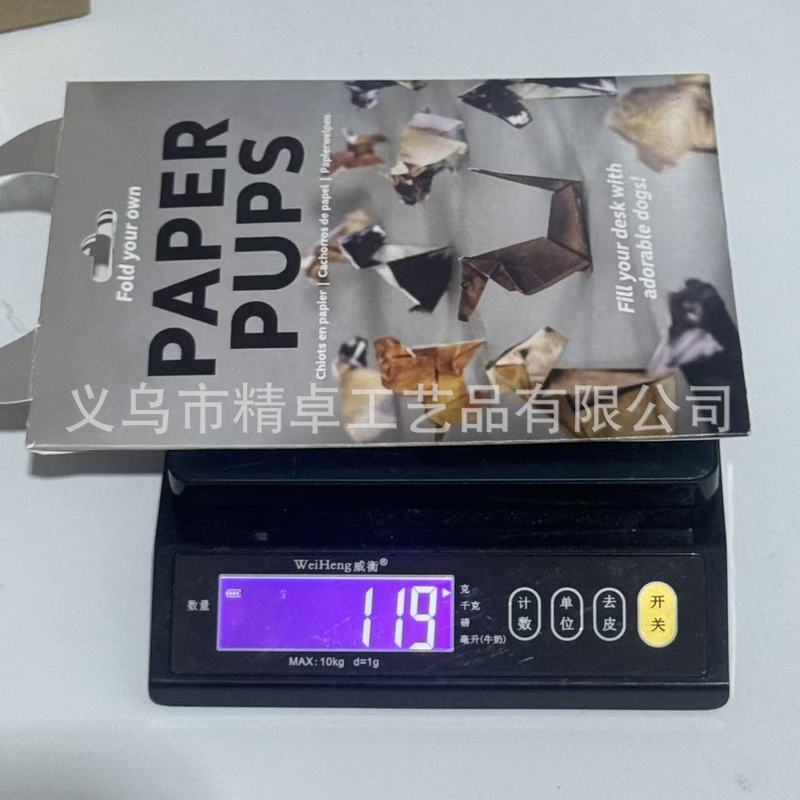 Fold your own
PAPER
PUPS
Chiots en papier | Cachorros de papel | Papierwelpen
Fill your desk with
adorable dogs!
义乌市精卓工艺品有限公司
WeiHeng威衡®
数量
119
克
千克
磅
毫升(牛奶)
计数
单位
去皮
开关
MAX:10kg d=1g